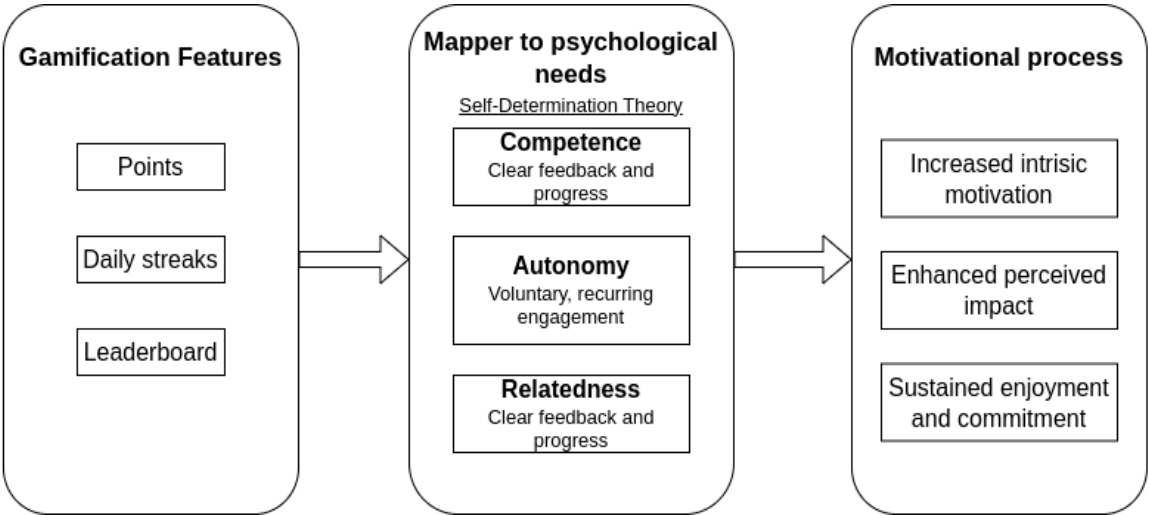 Gamification Features
Points
Daily streaks
Leaderboard
Mapper to psychological
needs
Self-Determination Theory
Competence
Clear feedback and
progress
Autonomy
Voluntary, recurring
engagement
Relatedness
Clear feedback and
progress
Motivational process
Increased intrisic
motivation
Enhanced perceived
impact
Sustained enjoyment
and commitment